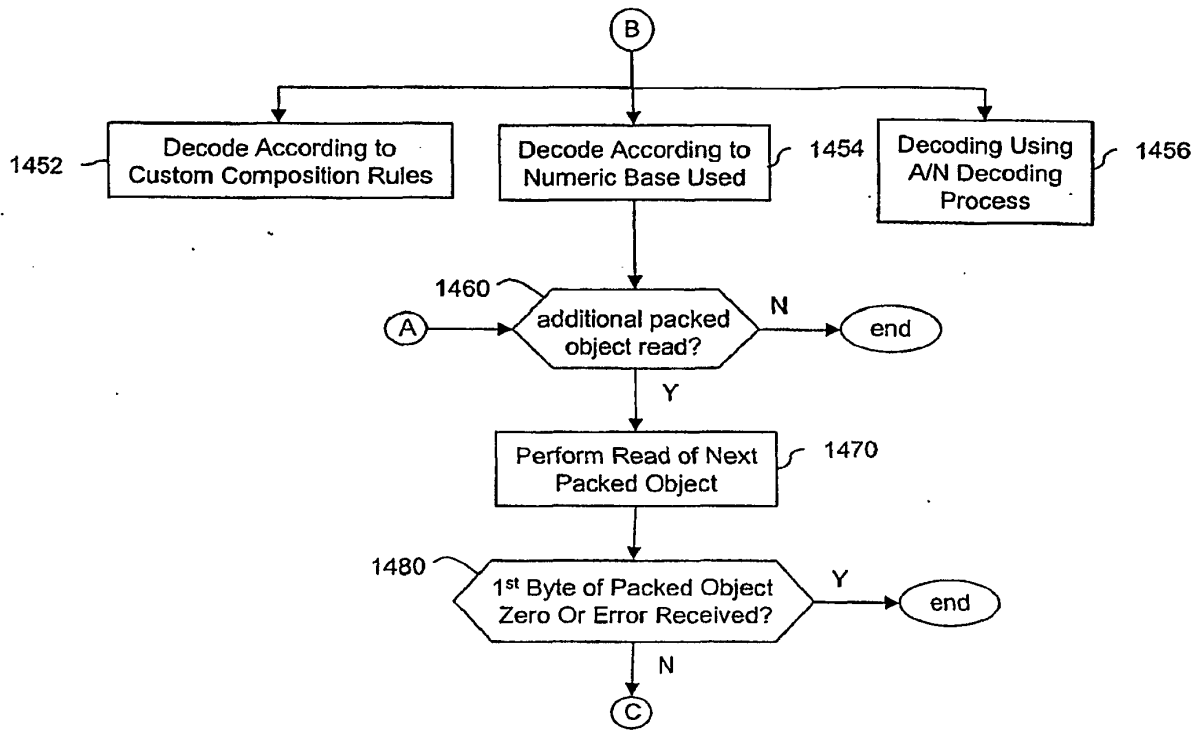 B
1452
Decode According to
Custom Composition Rules
Decode According to
Numeric Base Used
1454
Decoding Using
A/N Decoding
Process
1456
1460
A
additional packed
object read?
N
end
Y
Perform Read of Next
Packed Object
1470
1480
1st Byte of Packed Object
Zero Or Error Received?
Y
end
N
C